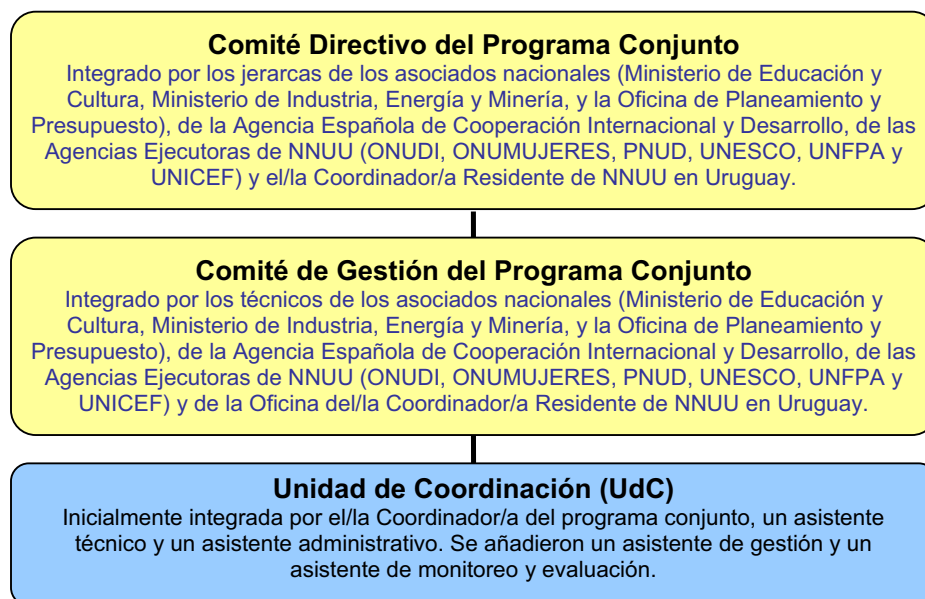 Comité Directivo del Programa Conjunto
Integrado por los jerarcas de los asociados nacionales (Ministerio de Educación y
Cultura, Ministerio de Industria, Energía y Minería, y la Oficina de Planeamiento y
Presupuesto), de la Agencia Española de Cooperación Internacional y Desarrollo, de las
Agencias Ejecutoras de NNUU (ONUDI, ONUMUJERES, PNUD, UNESCO, UNFPA y
UNICEF) y el/la Coordinador/a Residente de NNUU en Uruguay.
Comité de Gestión del Programa Conjunto
Integrado por los técnicos de los asociados nacionales (Ministerio de Educación y
Cultura, Ministerio de Industria, Energía y Minería, y la Oficina de Planeamiento y
Presupuesto), de la Agencia Española de Cooperación Internacional y Desarrollo, de las
Agencias Ejecutoras de NNUU (ONUDI, ONUMUJERES, PNUD, UNESCO, UNFPA y
UNICEF) y de la Oficina del/la Coordinador/a Residente de NNUU en Uruguay.
Unidad de Coordinación (UdC)
Inicialmente integrada por el/la Coordinador/a del programa conjunto, un asistente
técnico y un asistente administrativo. Se añadieron un asistente de gestión y un
asistente de monitoreo y evaluación.